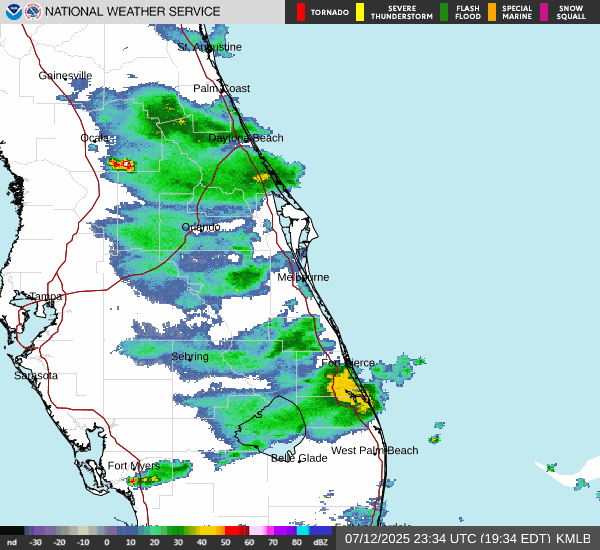 NATIONAL WEATHER SERVICE
TORNADO
SEVERE THUNDERSTORM
FLASH FLOOD
SPECIAL MARINE
SNOW SQUALL
St. Augustine
Gainesville
Palm Coast
Ocala
Daytona Beach
Orlando
Melbourne
Tampa
Sebring
Fort Pierce
Sarasota
West Palm Beach
Belle Glade
Fort Myers
nd -30 -20 -10 0 10 20 30 40 50 60 70 80 dBZ
07/12/2025 23:34 UTC (19:34 EDT) KMLB